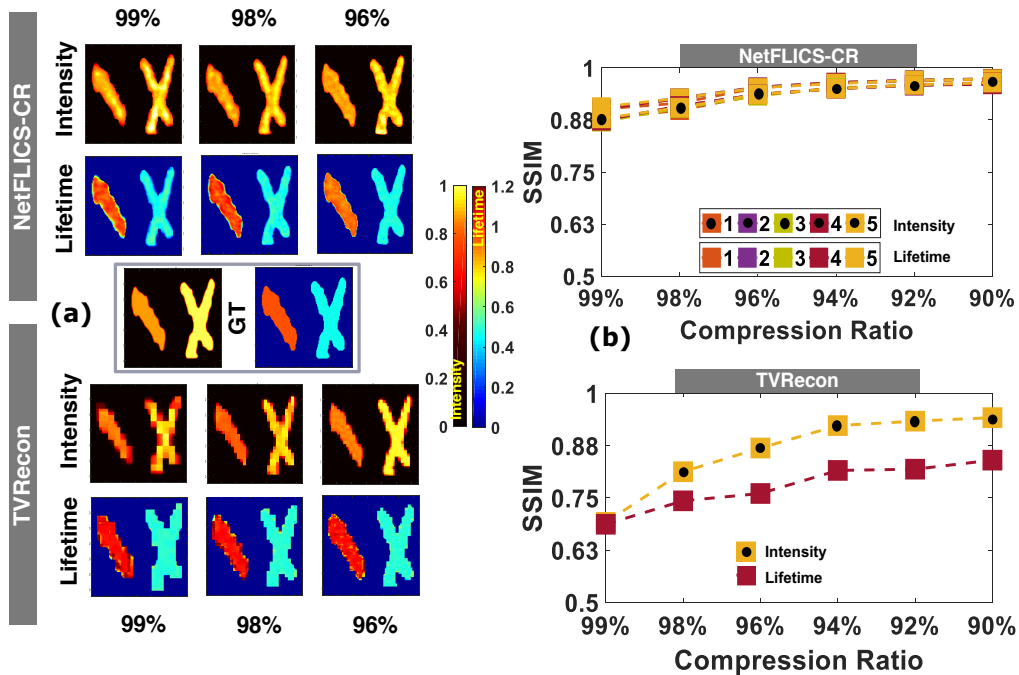 99% 98% 96%
NetFLICS-CR
Intensity
Lifetime
(a)
GT
TVRecon
Intensity
Lifetime
99% 98% 96%
1
0.8
0.6
0.4
0.2
0
Intensity
1.2
1
0.8
0.6
0.4
0.2
0
Lifetime
NetFLICS-CR
1
0.88
0.75
0.63
0.5
SSIM
1 2 3 4 5 Intensity
1 2 3 4 5 Lifetime
99% 98% 96% 94% 92% 90%
Compression Ratio
(b)
TVRecon
1
0.88
0.75
0.63
0.5
SSIM
Intensity
Lifetime
99% 98% 96% 94% 92% 90%
Compression Ratio